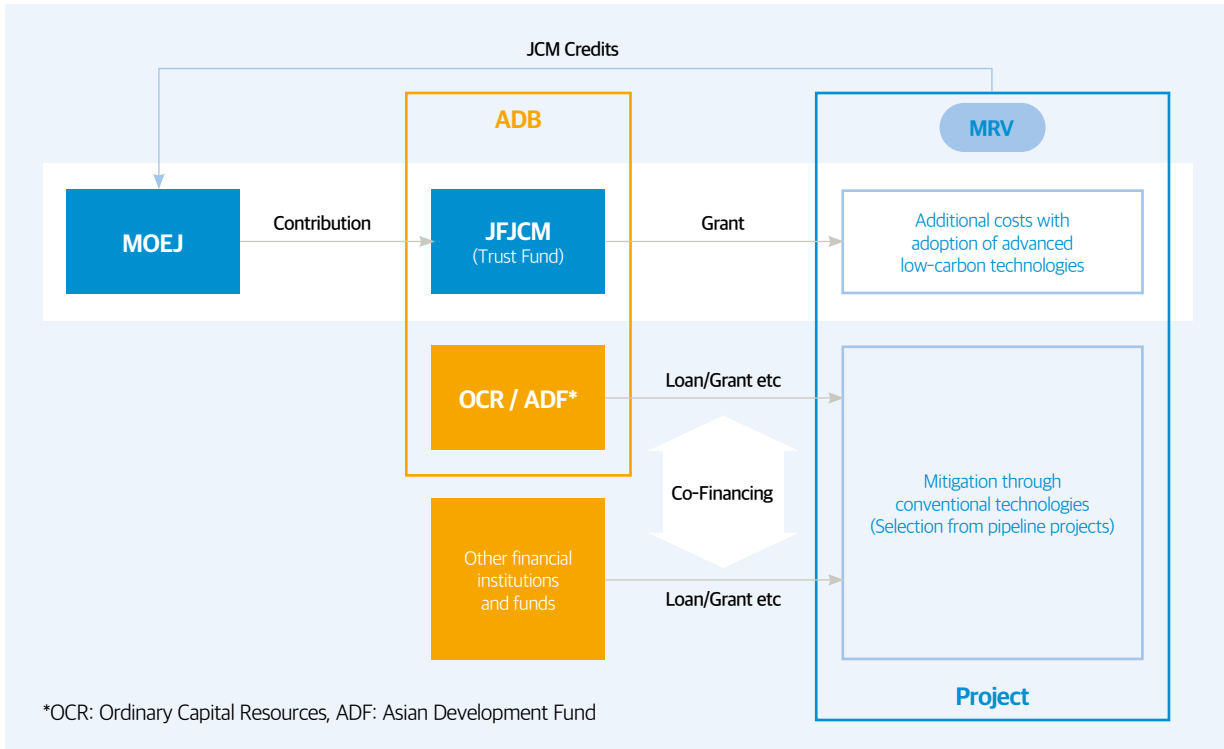 JCM Credits
ADB
MRV
MOEJ
Contribution
JFJCM
(Trust Fund)
Grant
Additional costs with
adoption of advanced
low-carbon technologies
OCR / ADF*
Loan/Grant etc
Co-Financing
Mitigation through
conventional technologies
(Selection from pipeline projects)
Other financial
institutions
and funds
Loan/Grant etc
Project
*OCR: Ordinary Capital Resources, ADF: Asian Development Fund